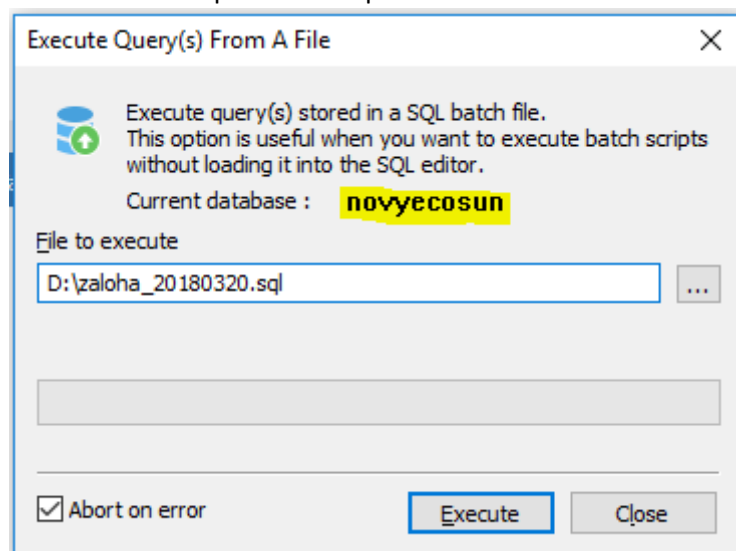 Execute Query(s) From A File
Execute query(s) stored in a SQL batch file.
This option is useful when you want to execute batch scripts
without loading it into the SQL editor.
Current database : novyecosun
File to execute
D:\zaloha_20180320.sql
...
Abort on error
Execute
Close